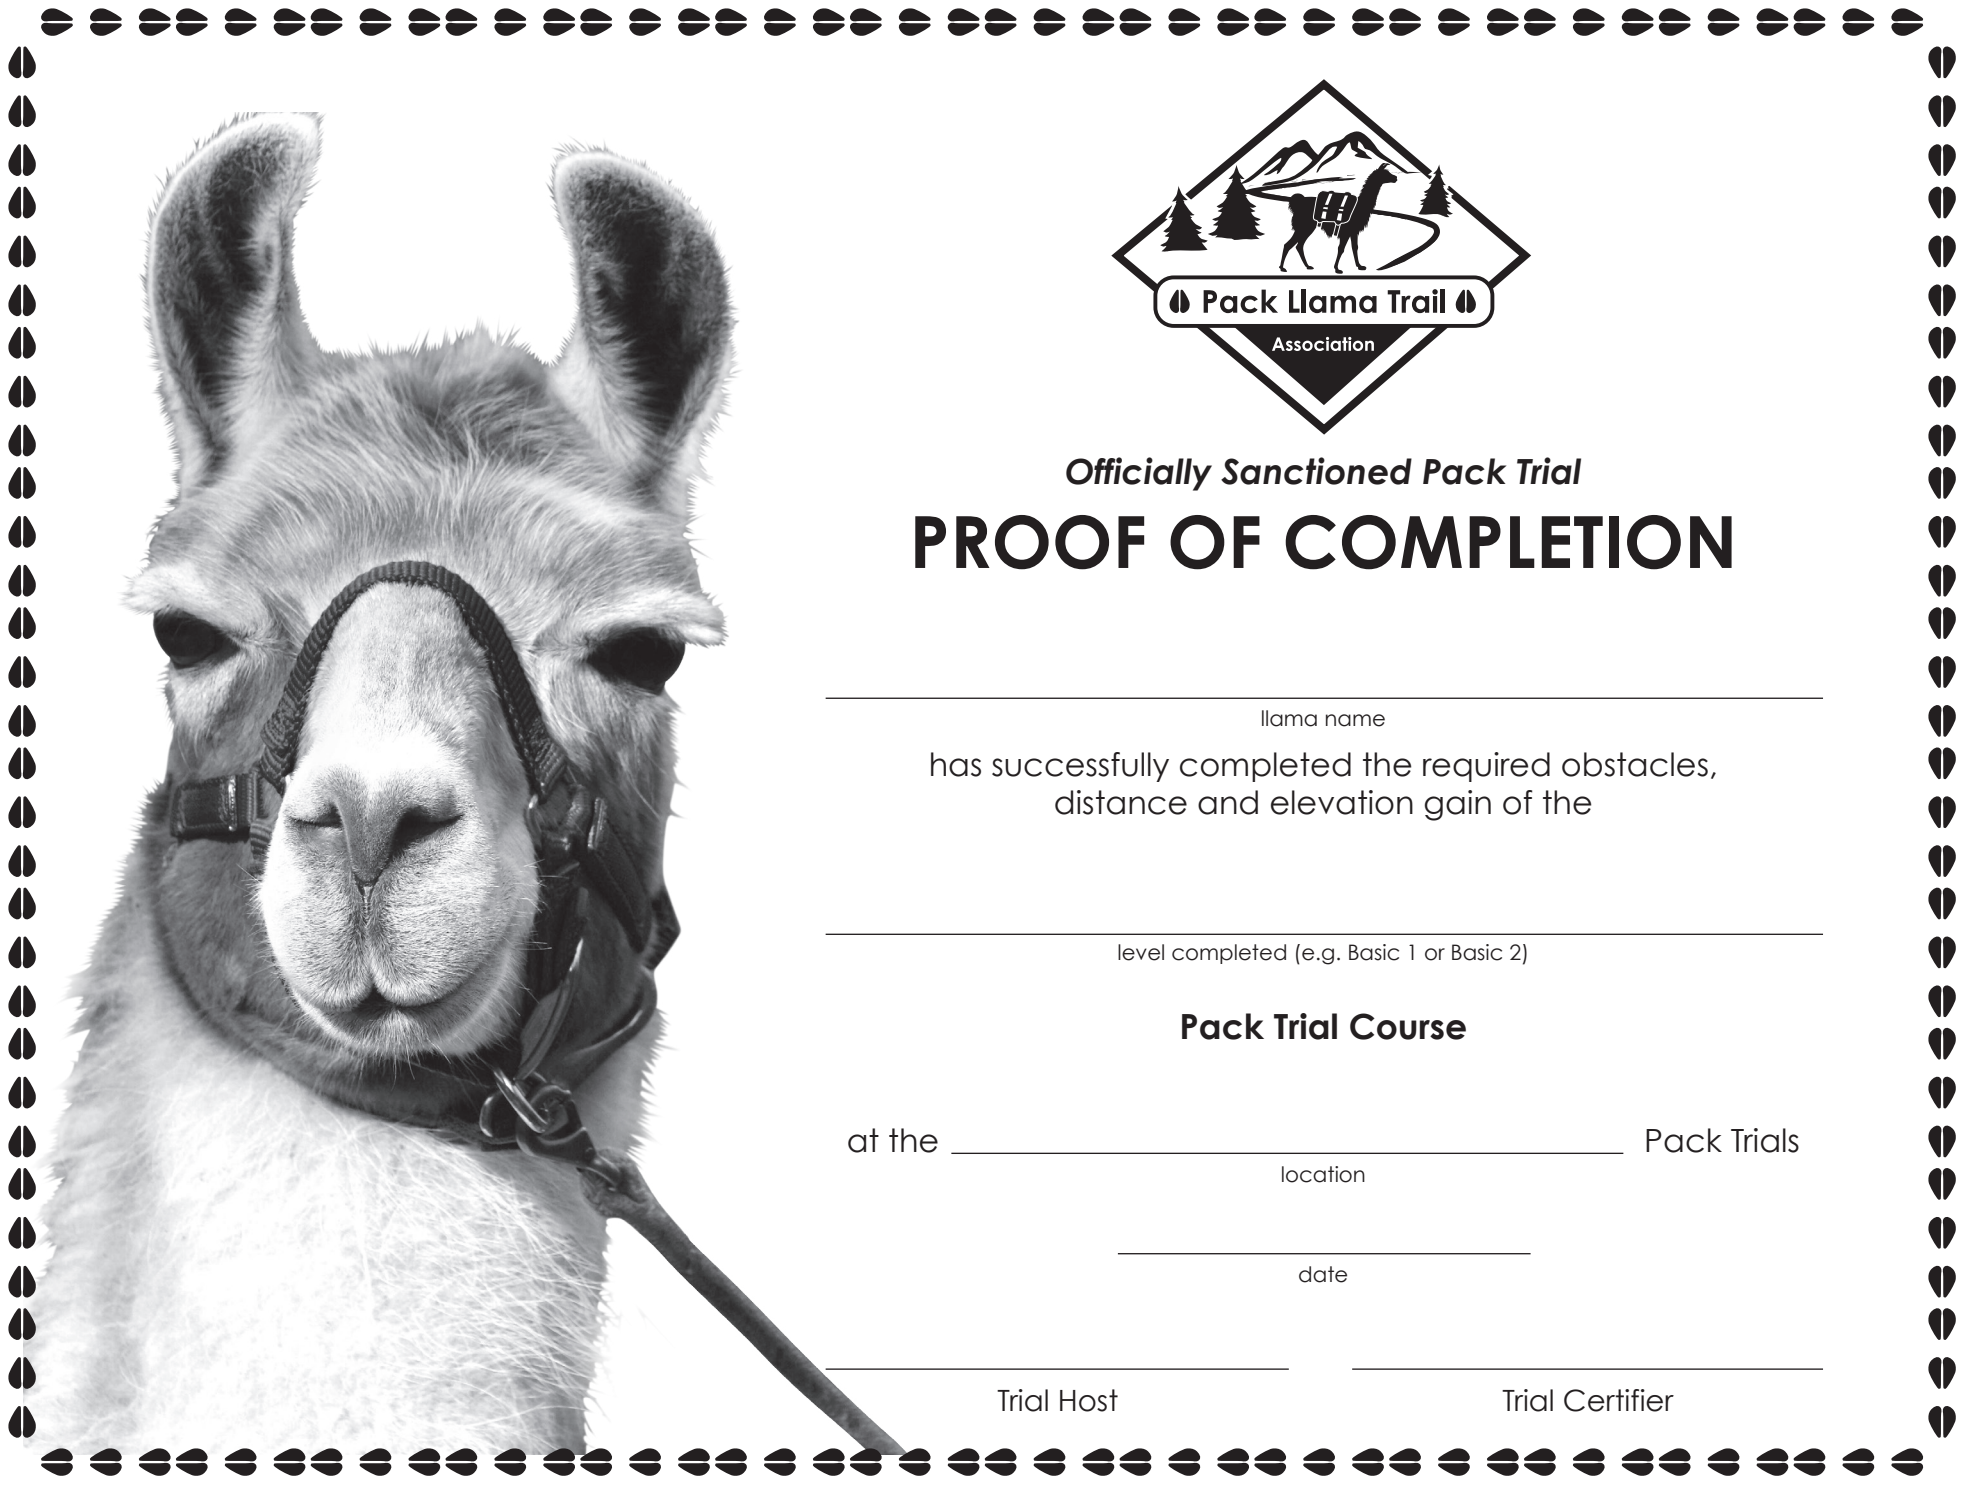 Pack Llama Trail
Association
Officially Sanctioned Pack Trial
PROOF OF COMPLETION
llama name
has successfully completed the required obstacles,
distance and elevation gain of the
level completed (e.g. Basic 1 or Basic 2)
Pack Trial Course
at the Pack Trials
location
date
Trial Host Trial Certifier